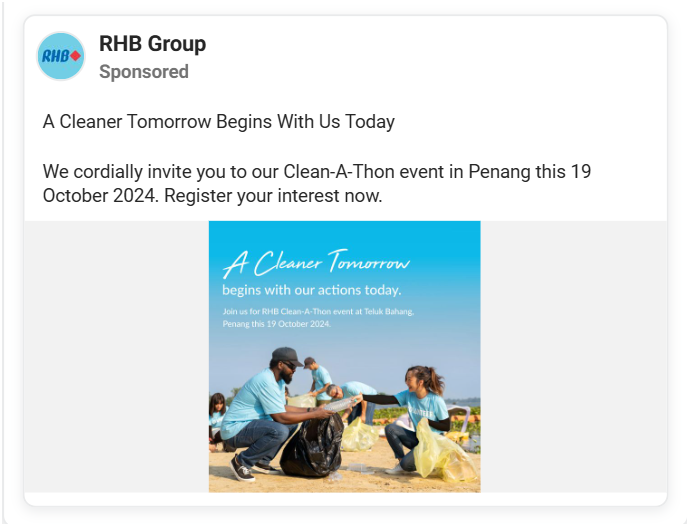 RHB
RHB Group
Sponsored
A Cleaner Tomorrow Begins With Us Today
We cordially invite you to our Clean-A-Thon event in Penang this 19
October 2024. Register your interest now.
A Cleaner Tomorrow
begins with our actions today.
Join us for RHB Clean-A-Thon event at Teluk Bahang,
Penang this 19 October 2024.